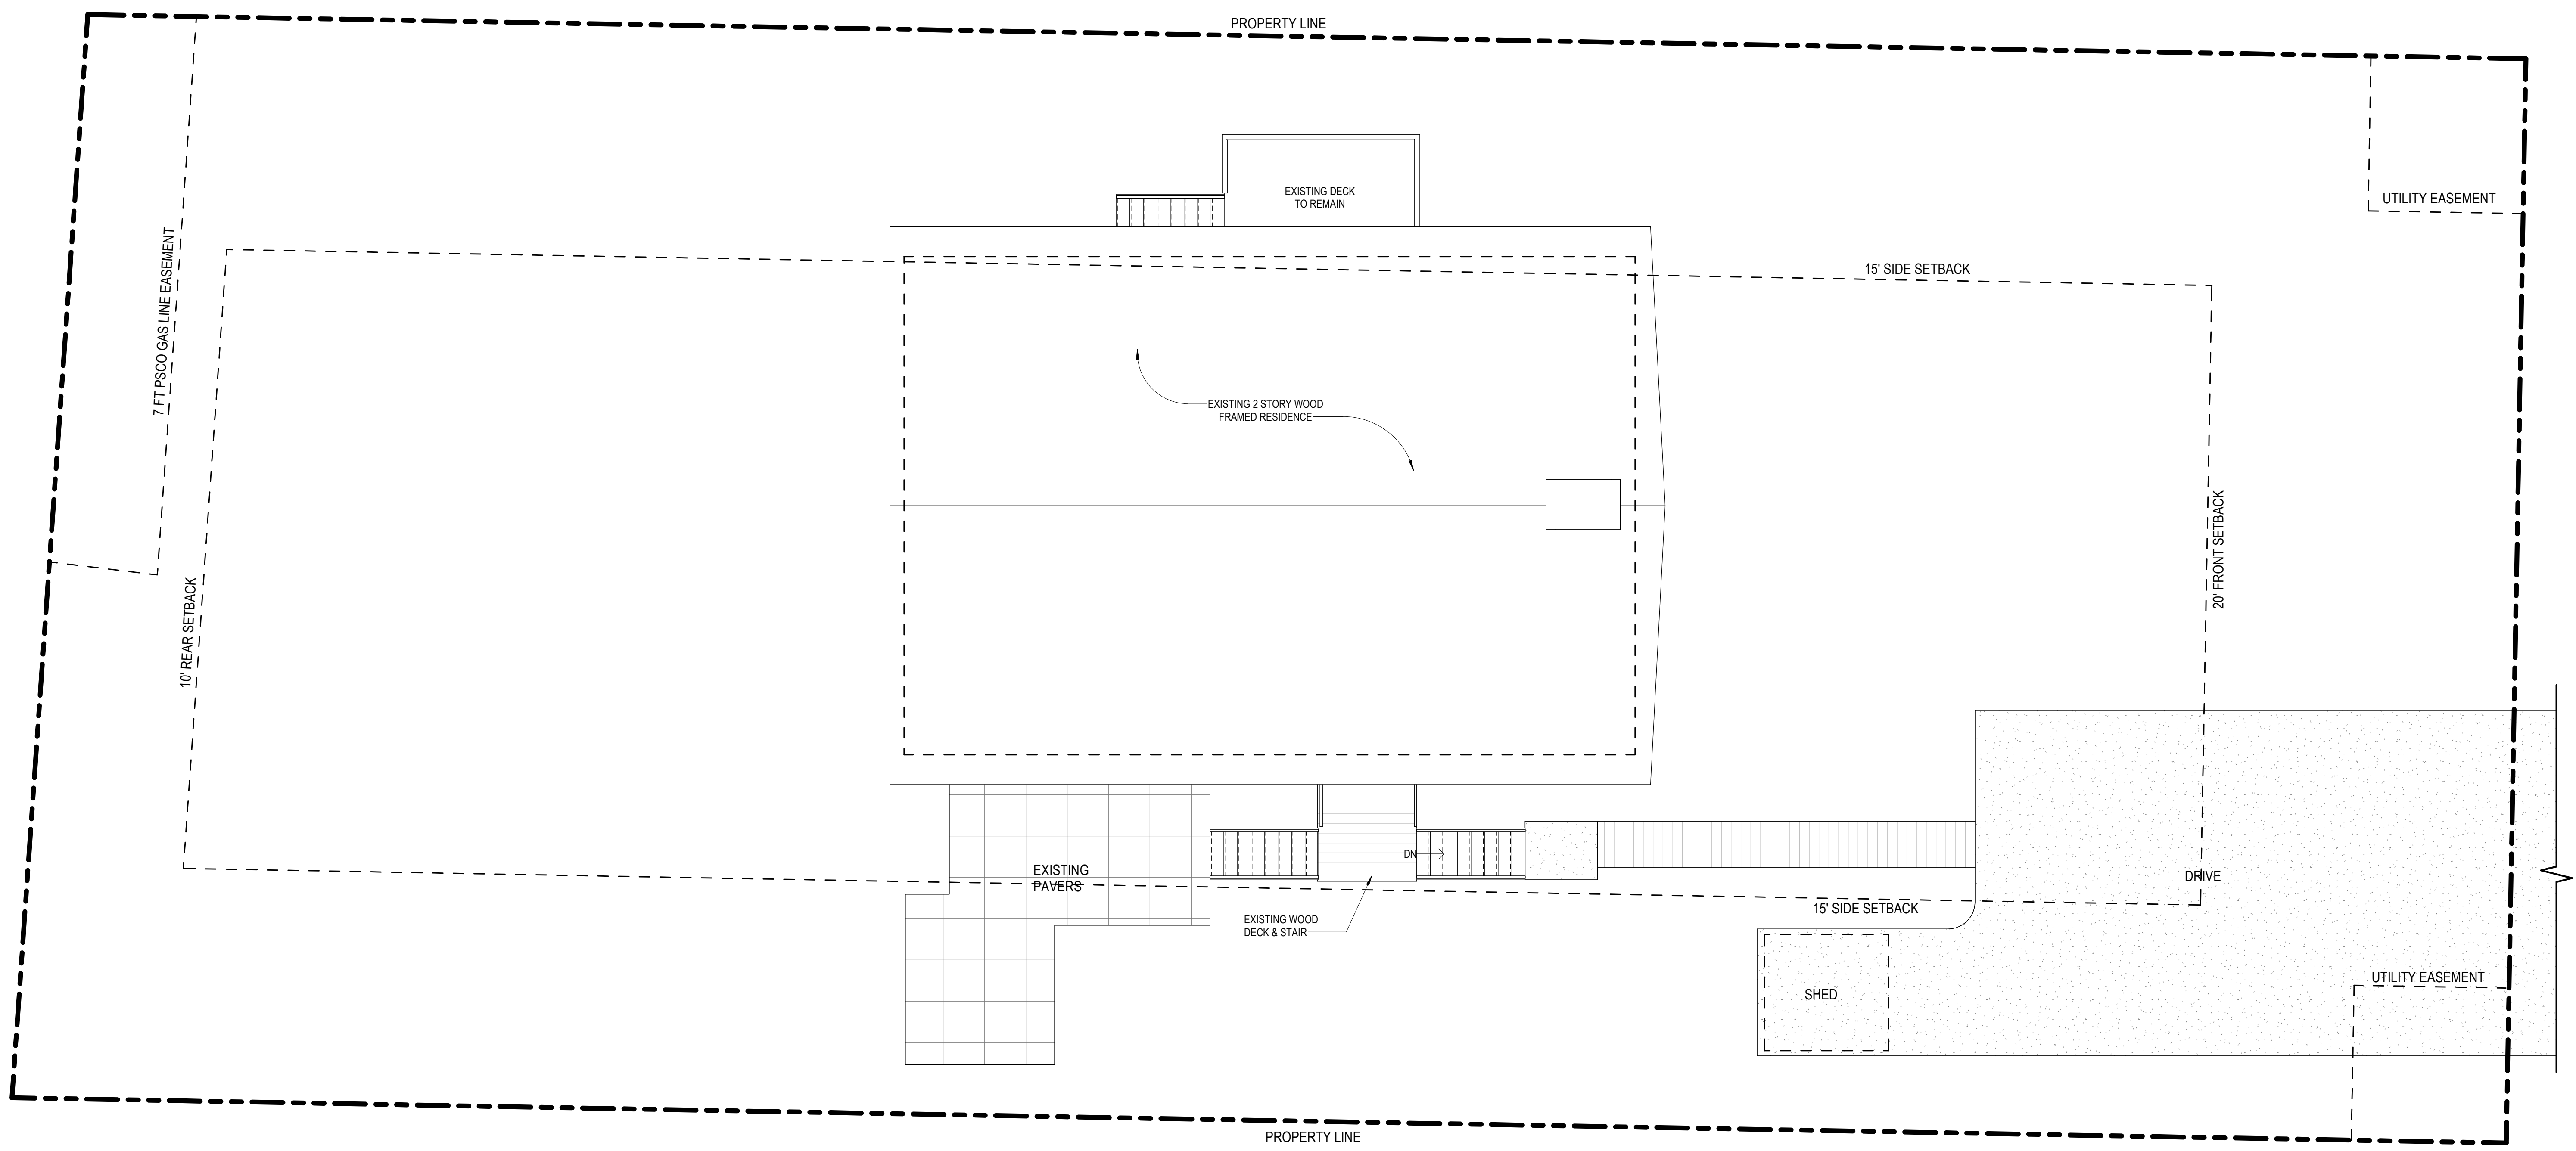 PROPERTY LINE
EXISTING DECK
TO REMAIN
UTILITY EASEMENT
7 FT PSCO GAS LINE EASEMENT
15' SIDE SETBACK
EXISTING 2 STORY WOOD
FRAMED RESIDENCE
20' FRONT SETBACK
10' REAR SETBACK
DN
EXISTING
PAVERS
DRIVE
15' SIDE SETBACK
EXISTING WOOD
DECK & STAIR
UTILITY EASEMENT
SHED
PROPERTY LINE